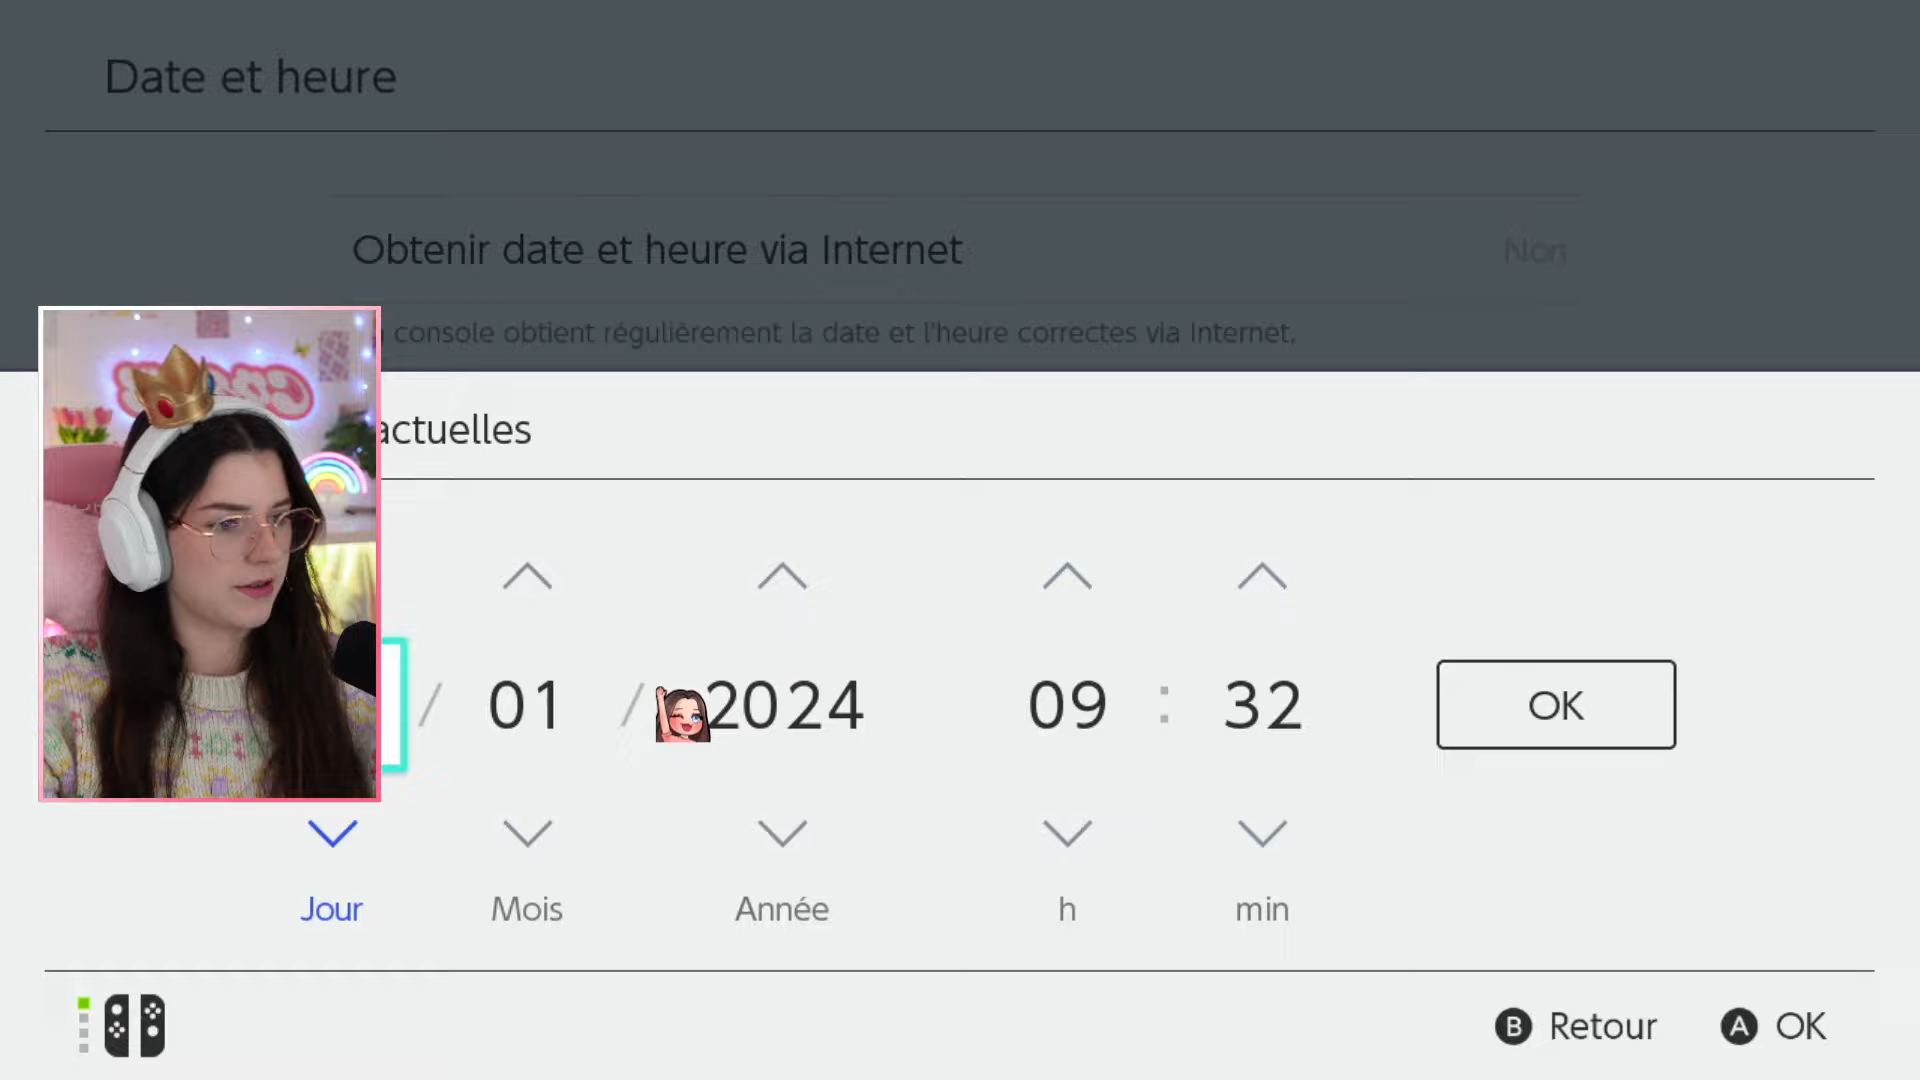 Date et heure
Obtenir date et heure via Internet Non
console obtient régulièrement la date et l'heure correctes via Internet.
actuelles
/ 01 / 2024 09 : 32 OK
Jour Mois Année h min
B Retour A OK